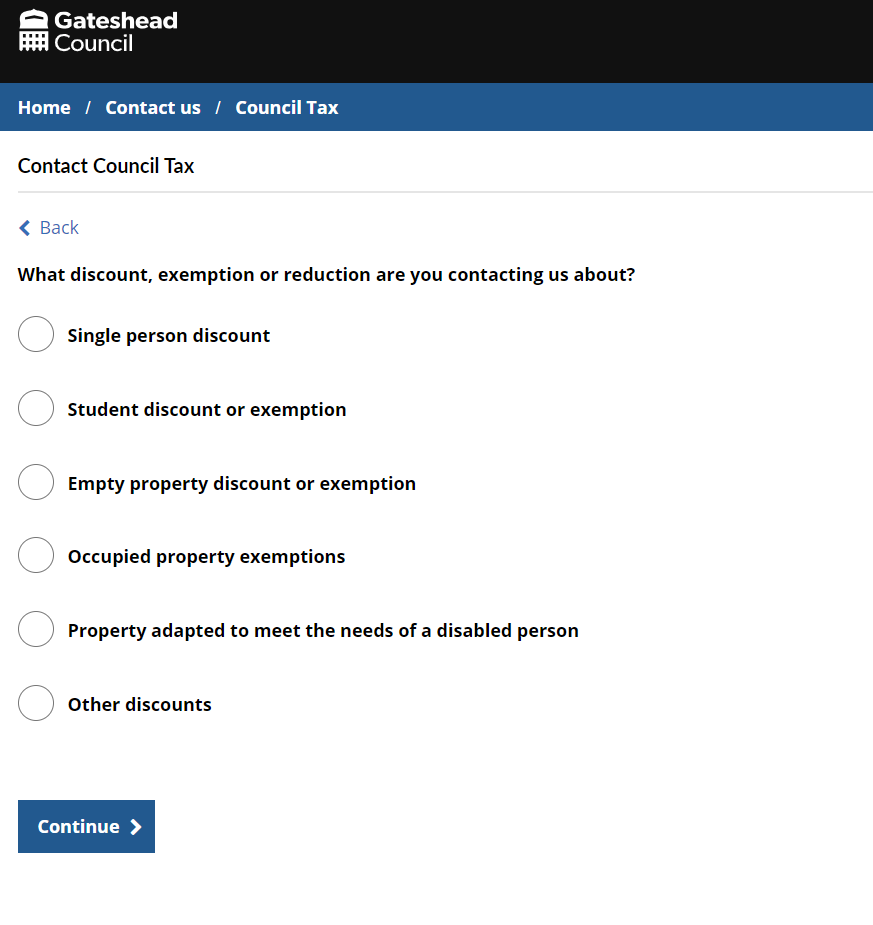 Gateshead
Council
Home / Contact us / Council Tax
Contact Council Tax
Back
What discount, exemption or reduction are you contacting us about?
Single person discount
Student discount or exemption
Empty property discount or exemption
Occupied property exemptions
Property adapted to meet the needs of a disabled person
Other discounts
Continue